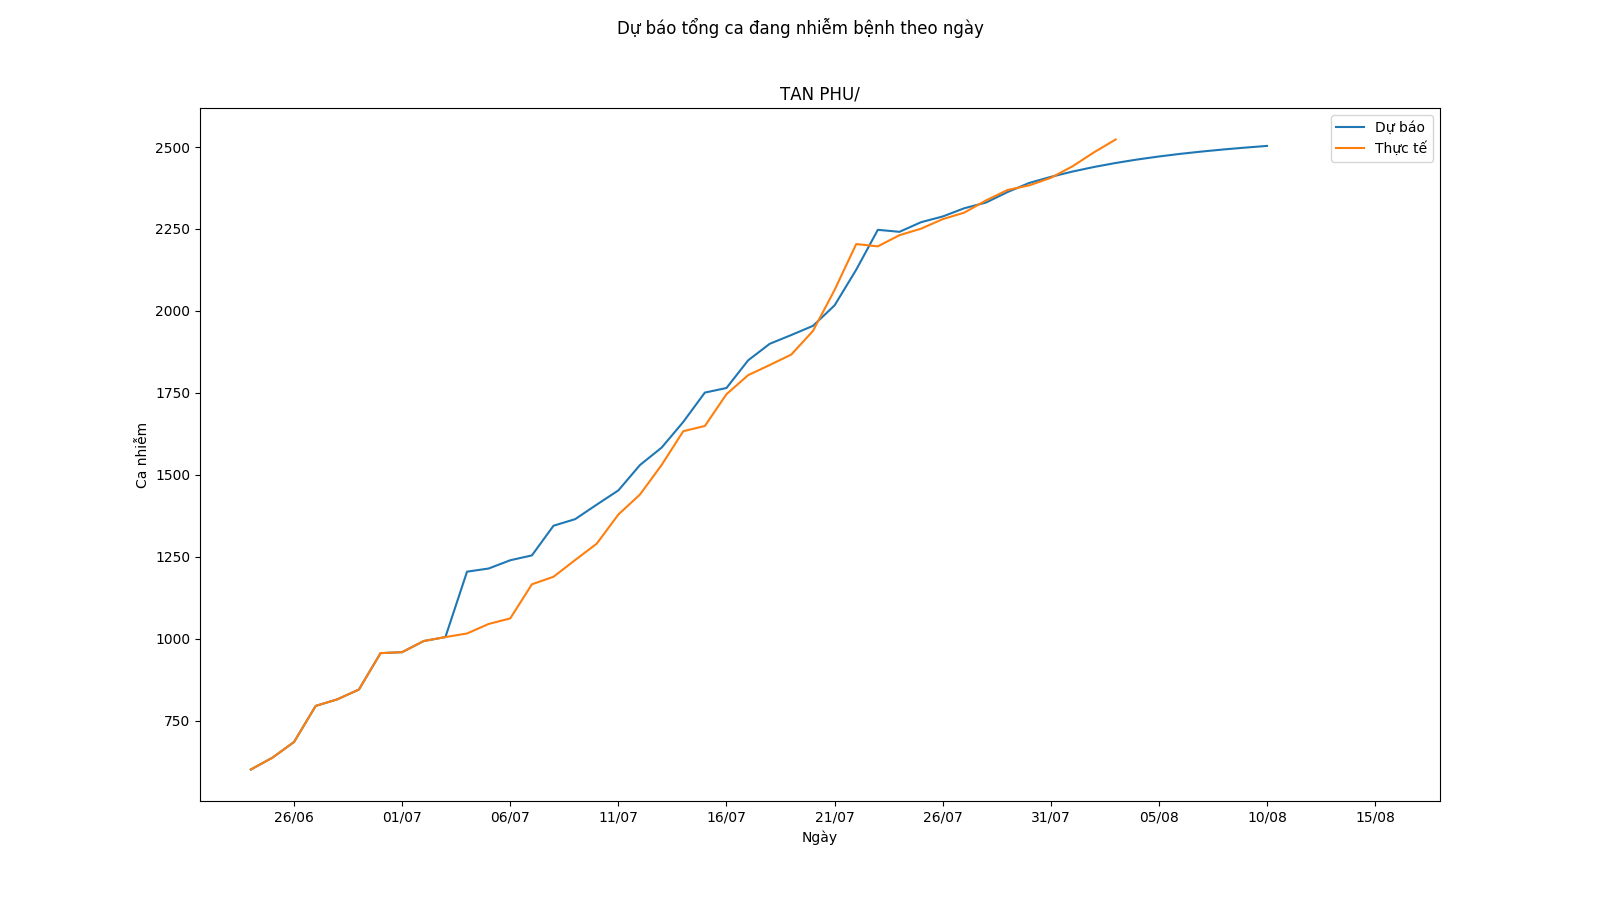 Dự báo tổng ca đang nhiễm bệnh theo ngày
TAN PHU/
Dự báo
Thực tế
2500
2250
2000
1750
1500
1250
1000
750
Ca nhiễm
26/06 01/07 06/07 11/07 16/07 21/07 26/07 31/07 05/08 10/08 15/08
Ngày